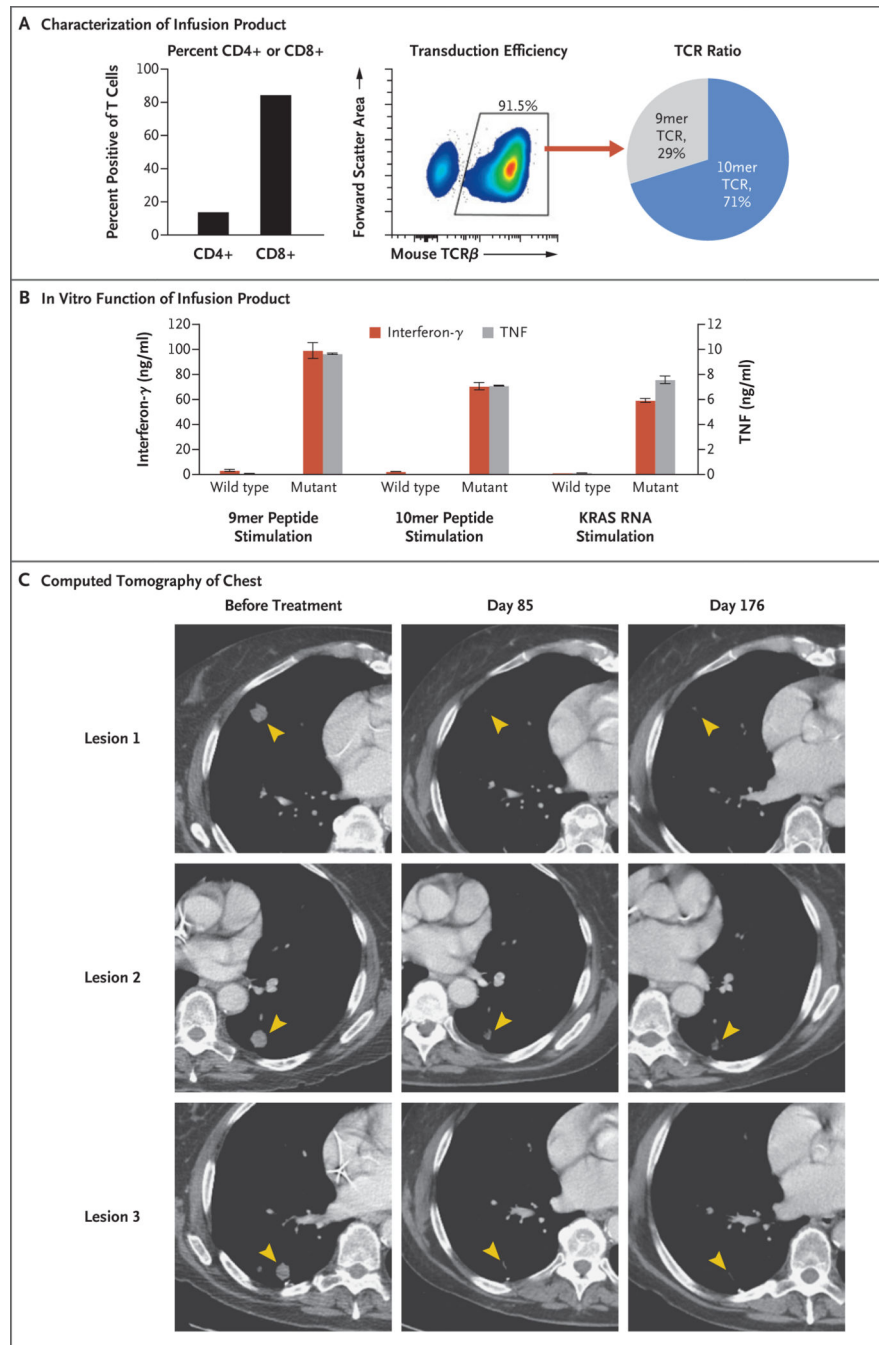 A Characterization of Infusion Product
Percent CD4+ or CD8+
Percent Positive of T Cells
100
80
60
40
20
0
CD4+
CD8+
Transduction Efficiency
Forward Scatter Area
91.5%
Mouse TCRβ
TCR Ratio
9mer
TCR,
29%
10mer
TCR,
71%
B In Vitro Function of Infusion Product
Interferon-γ (ng/ml)
120
100
80
60
40
20
0
Interferon-γ
TNF
12
10
8
6
4
2
0
TNF (ng/ml)
Wild type
Mutant
Wild type
Mutant
Wild type
Mutant
9mer Peptide
Stimulation
10mer Peptide
Stimulation
KRAS RNA
Stimulation
C Computed Tomography of Chest
Before Treatment
Day 85
Day 176
Lesion 1
Lesion 2
Lesion 3